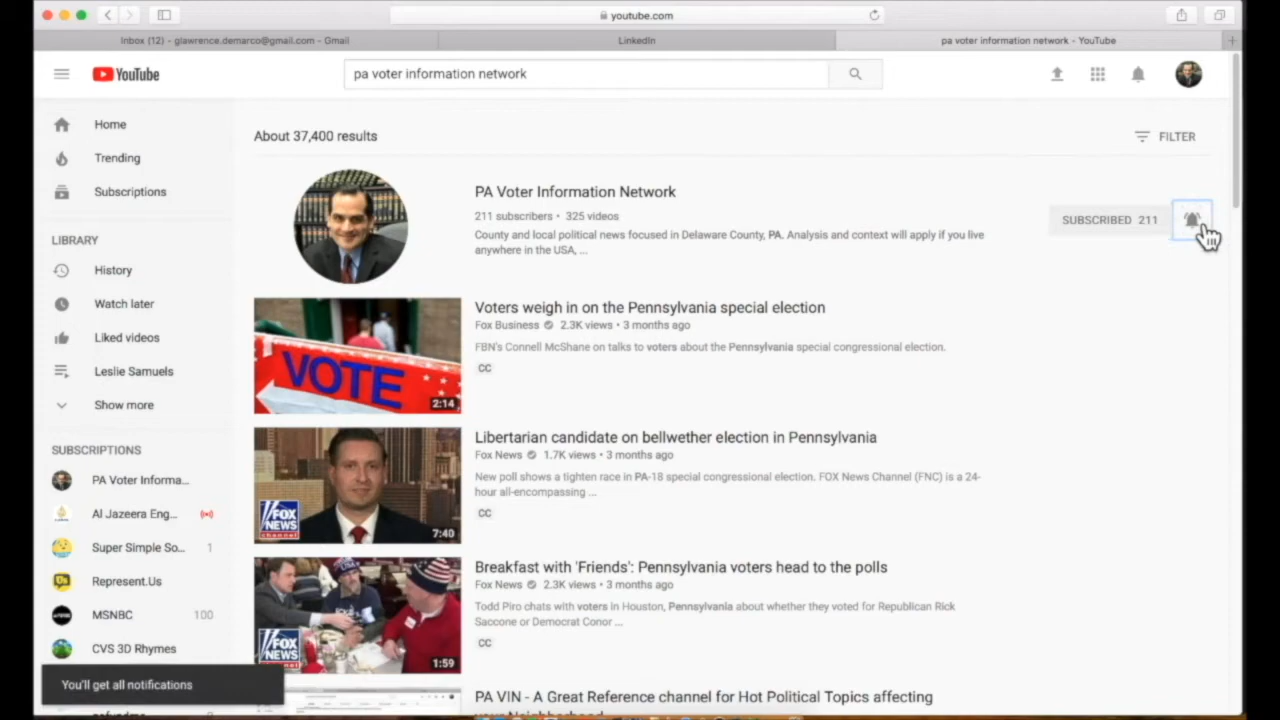 youtube.com
Inbox (12) - glawrence.demarco@gmail.com - Gmail
LinkedIn
pa voter information network - YouTube
YouTube
pa voter information network
Home
Trending
Subscriptions
LIBRARY
History
Watch later
Liked videos
Leslie Samuels
Show more
SUBSCRIPTIONS
PA Voter Informa...
Al Jazeera Eng...
Super Simple So... 1
Represent.Us
MSNBC 100
CVS 3D Rhymes
You'll get all notifications
About 37,400 results
FILTER
PA Voter Information Network
211 subscribers • 325 videos
County and local political news focused in Delaware County, PA. Analysis and context will apply if you live
anywhere in the USA, ...
SUBSCRIBED 211
VOTE
2:14
Voters weigh in on the Pennsylvania special election
Fox Business 2.3K views • 3 months ago
FBN's Connell McShane on talks to voters about the Pennsylvania special congressional election.
CC
FOX
NEWS
channel
7:40
Libertarian candidate on bellwether election in Pennsylvania
Fox News 1.7K views • 3 months ago
New poll shows a tighten race in PA-18 special congressional election. FOX News Channel (FNC) is a 24-
hour all-encompassing ...
CC
FOX
NEWS
channel
1:59
Breakfast with 'Friends': Pennsylvania voters head to the polls
Fox News 2.3K views • 3 months ago
Todd Piro chats with voters in Houston, Pennsylvania about whether they voted for Republican Rick
Saccone or Democrat Conor ...
CC
PA VIN - A Great Reference channel for Hot Political Topics affecting